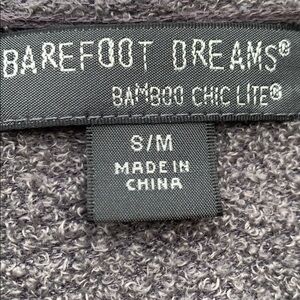 BAREFOOT DREAMS®
BAMBOO CHIC LITE®
S/M
MADE IN
CHINA